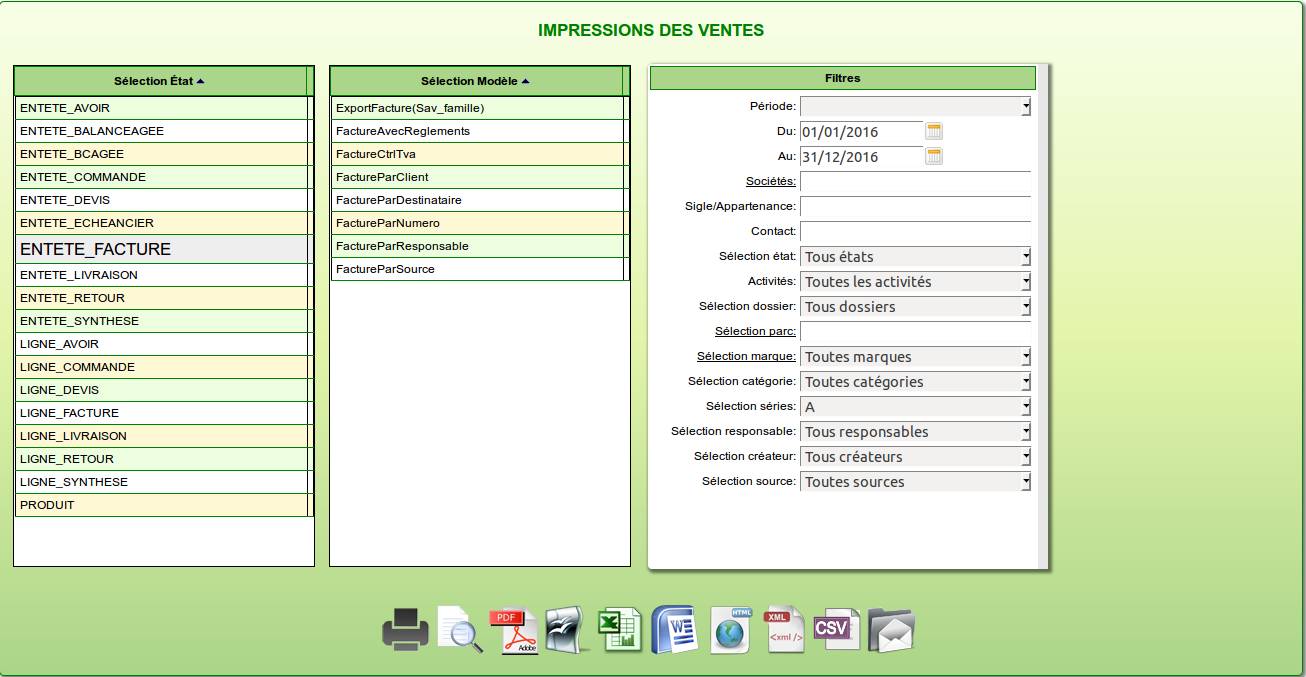 IMPRESSIONS DES VENTES
Sélection État
ENTETE_AVOIR
ENTETE_BALANCEAGEE
ENTETE_BCAGEE
ENTETE_COMMANDE
ENTETE_DEVIS
ENTETE_ECHEANCIER
ENTETE_FACTURE
ENTETE_LIVRAISON
ENTETE_RETOUR
ENTETE_SYNTHESE
LIGNE_AVOIR
LIGNE_COMMANDE
LIGNE_DEVIS
LIGNE_FACTURE
LIGNE_LIVRAISON
LIGNE_RETOUR
LIGNE_SYNTHESE
PRODUIT
Sélection Modèle
ExportFacture(Sav_famille)
FactureAvecReglements
FactureCtrlTva
FactureParClient
FactureParDestinataire
FactureParNumero
FactureParResponsable
FactureParSource
Filtres
Période:
Du: 01/01/2016
Au: 31/12/2016
Sociétés:
Sigle/Appartenance:
Contact:
Sélection état: Tous états
Activités: Toutes les activités
Sélection dossier: Tous dossiers
Sélection parc:
Sélection marque: Toutes marques
Sélection catégorie: Toutes catégories
Sélection séries: A
Sélection responsable: Tous responsables
Sélection créateur: Tous créateurs
Sélection source: Toutes sources
PDF
Adobe
X
W
HTML
XML
<xml />
CSV